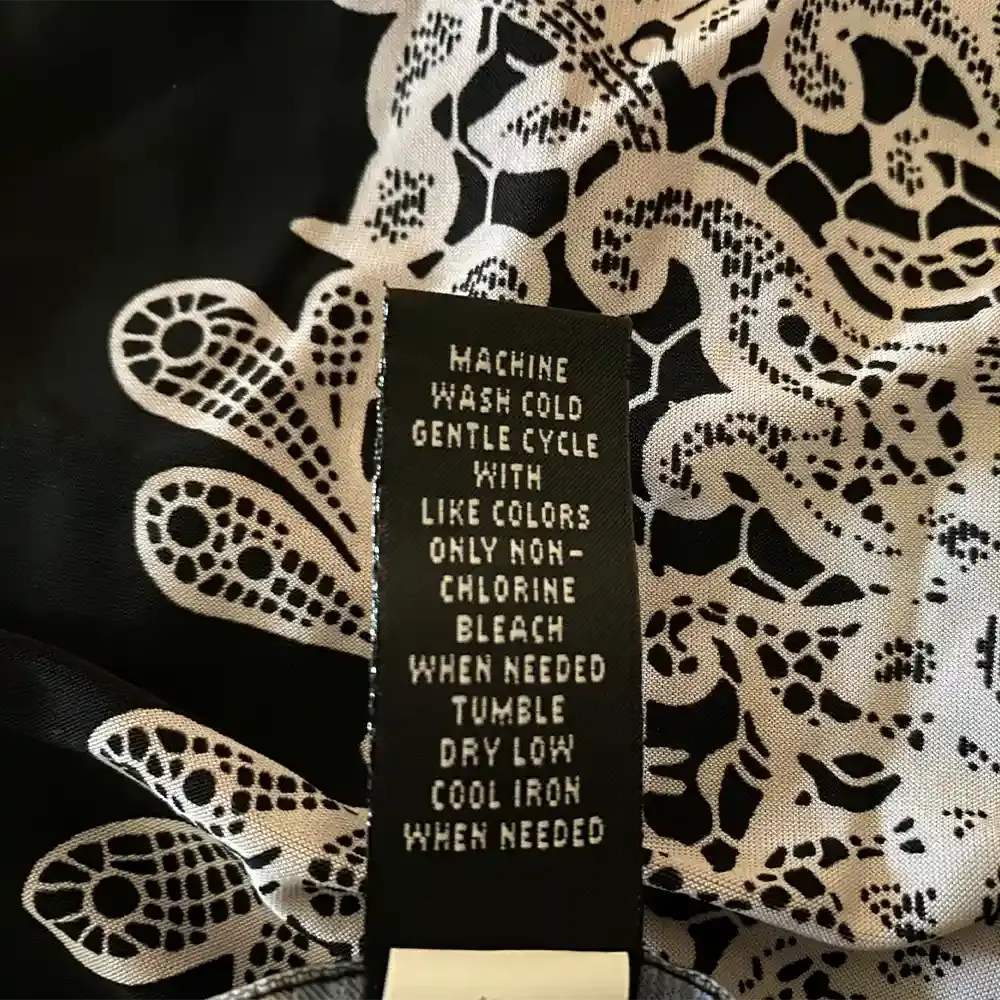 MACHINE
WASH COLD
GENTLE CYCLE
WITH
LIKE COLORS
ONLY NON-
CHLORINE
BLEACH
WHEN NEEDED
TUMBLE
DRY LOW
COOL IRON
WHEN NEEDED